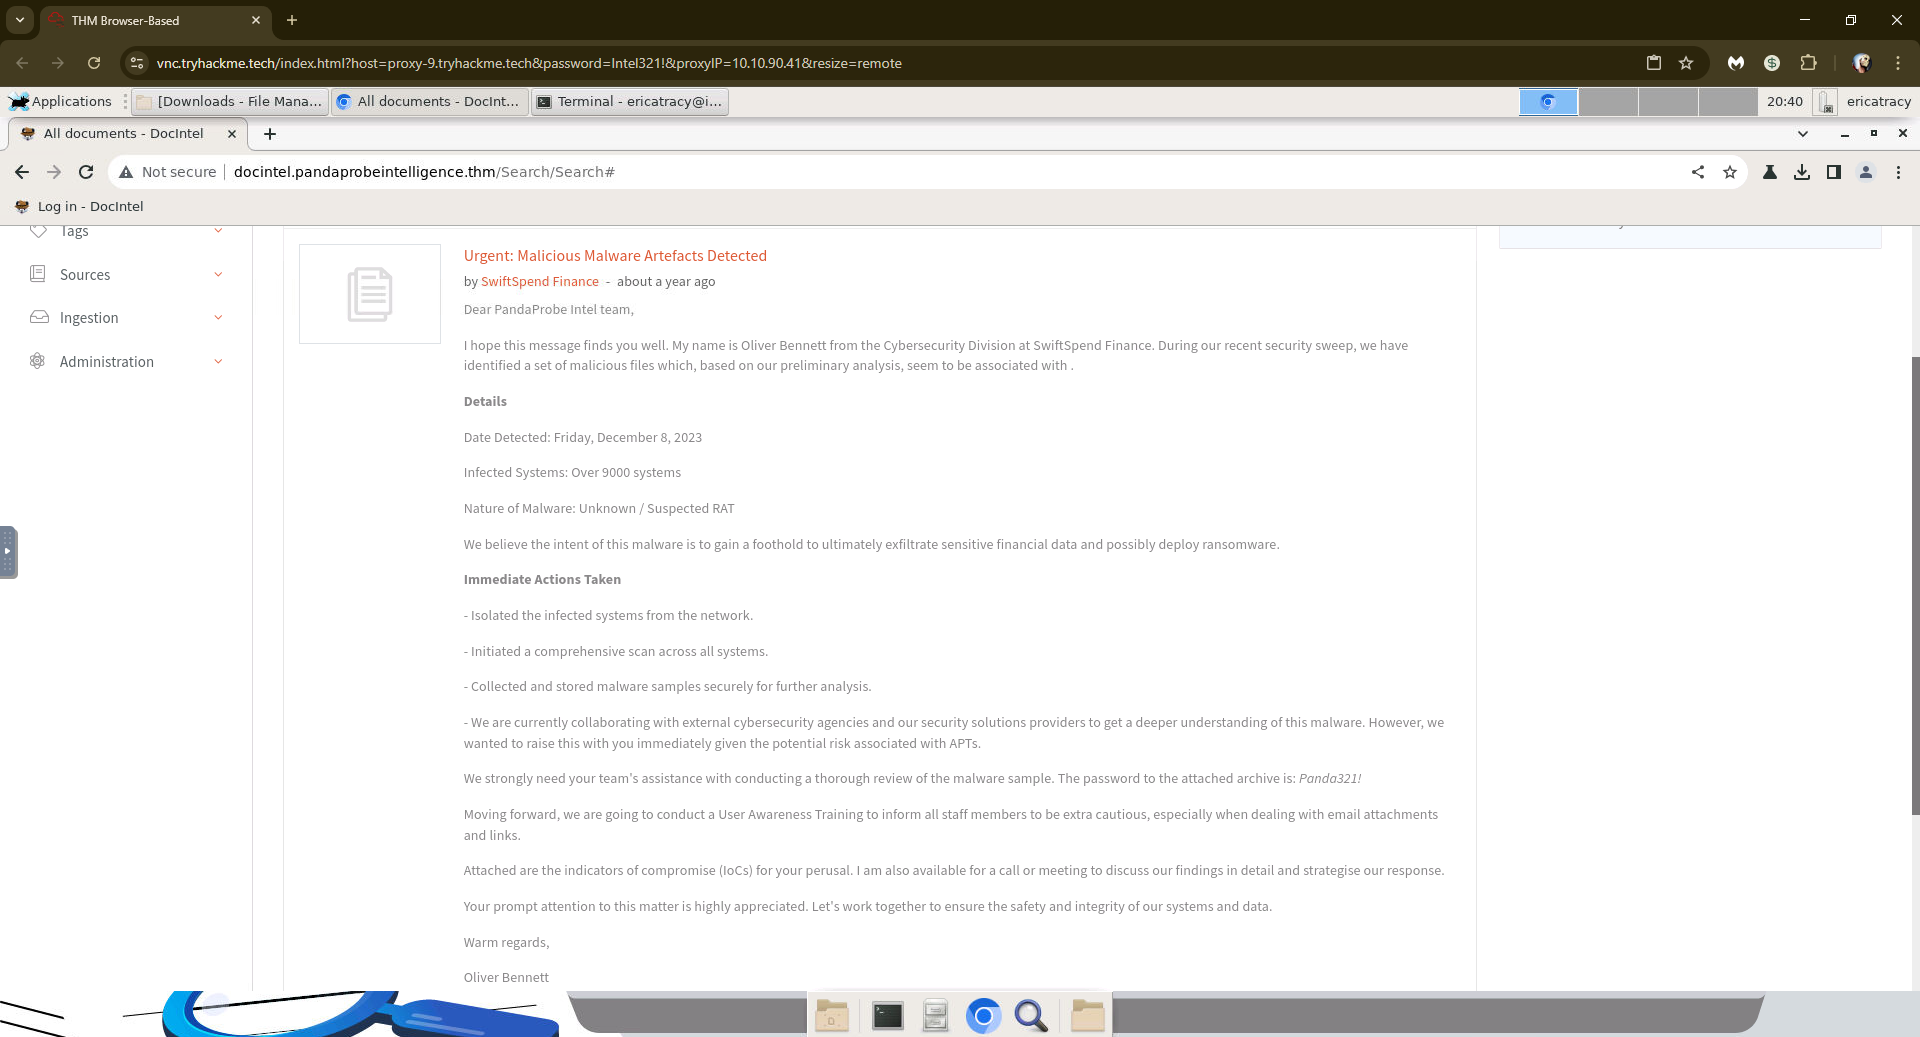 THM Browser-Based
vnc.tryhackme.tech/index.html?host=proxy-9.tryhackme.tech&password=Intel321!&proxyIP=10.10.90.41&resize=remote
Applications
[Downloads - File Mana...
All documents - DocInt...
Terminal - ericatracy@i...
20:40
ericatracy
All documents - DocIntel
Not secure
docintel.pandaprobeintelligence.thm/Search/Search#
Log in - DocIntel
Tags
Sources
Ingestion
Administration
Urgent: Malicious Malware Artefacts Detected
by SwiftSpend Finance - about a year ago
Dear PandaProbe Intel team,
I hope this message finds you well. My name is Oliver Bennett from the Cybersecurity Division at SwiftSpend Finance. During our recent security sweep, we have
identified a set of malicious files which, based on our preliminary analysis, seem to be associated with .
Details
Date Detected: Friday, December 8, 2023
Infected Systems: Over 9000 systems
Nature of Malware: Unknown / Suspected RAT
We believe the intent of this malware is to gain a foothold to ultimately exfiltrate sensitive financial data and possibly deploy ransomware.
Immediate Actions Taken
- Isolated the infected systems from the network.
- Initiated a comprehensive scan across all systems.
- Collected and stored malware samples securely for further analysis.
- We are currently collaborating with external cybersecurity agencies and our security solutions providers to get a deeper understanding of this malware. However, we
wanted to raise this with you immediately given the potential risk associated with APTs.
We strongly need your team's assistance with conducting a thorough review of the malware sample. The password to the attached archive is: Panda321!
Moving forward, we are going to conduct a User Awareness Training to inform all staff members to be extra cautious, especially when dealing with email attachments
and links.
Attached are the indicators of compromise (IoCs) for your perusal. I am also available for a call or meeting to discuss our findings in detail and strategise our response.
Your prompt attention to this matter is highly appreciated. Let's work together to ensure the safety and integrity of our systems and data.
Warm regards,
Oliver Bennett